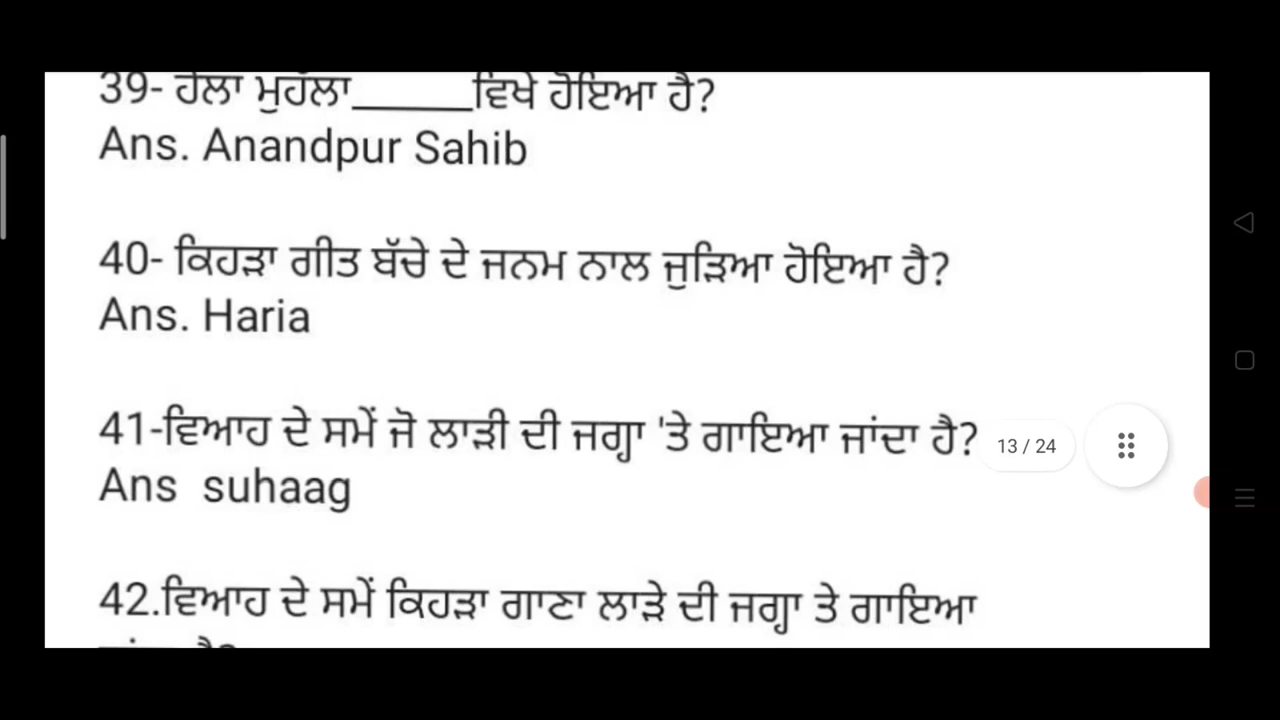 39- ਹੋਲਾ ਮੁਹੱਲਾ______ਵਿਖੇ ਹੋਇਆ ਹੈ?
Ans. Anandpur Sahib
40- ਕਿਹੜਾ ਗੀਤ ਬੱਚੇ ਦੇ ਜਨਮ ਨਾਲ ਜੁੜਿਆ ਹੋਇਆ ਹੈ?
Ans. Haria
41-ਵਿਆਹ ਦੇ ਸਮੇਂ ਜੋ ਲਾੜੀ ਦੀ ਜਗ੍ਹਾ 'ਤੇ ਗਾਇਆ ਜਾਂਦਾ ਹੈ?
13 / 24
Ans suhaag
42.ਵਿਆਹ ਦੇ ਸਮੇਂ ਕਿਹੜਾ ਗਾਣਾ ਲਾੜੇ ਦੀ ਜਗ੍ਹਾ ਤੇ ਗਾਇਆ